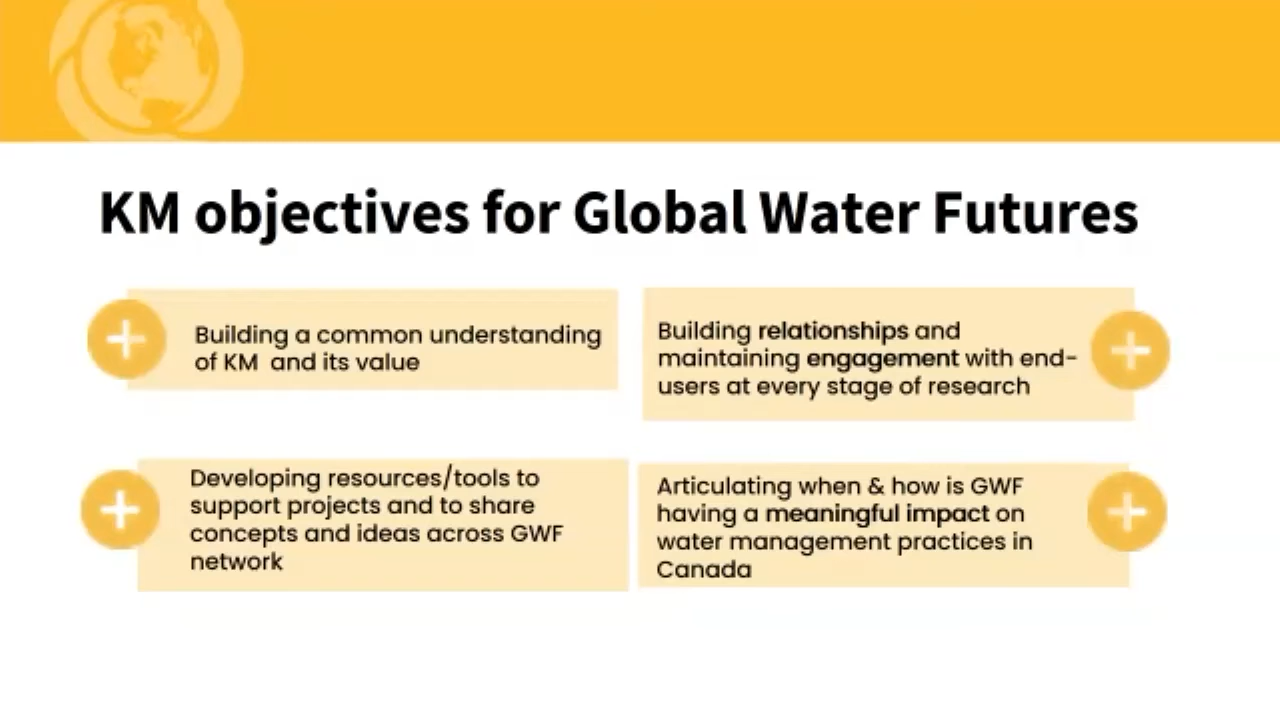 KM objectives for Global Water Futures
Building a common understanding
of KM and its value
Building relationships and
maintaining engagement with end-
users at every stage of research
Developing resources/tools to
support projects and to share
concepts and ideas across GWF
network
Articulating when & how is GWF
having a meaningful impact on
water management practices in
Canada